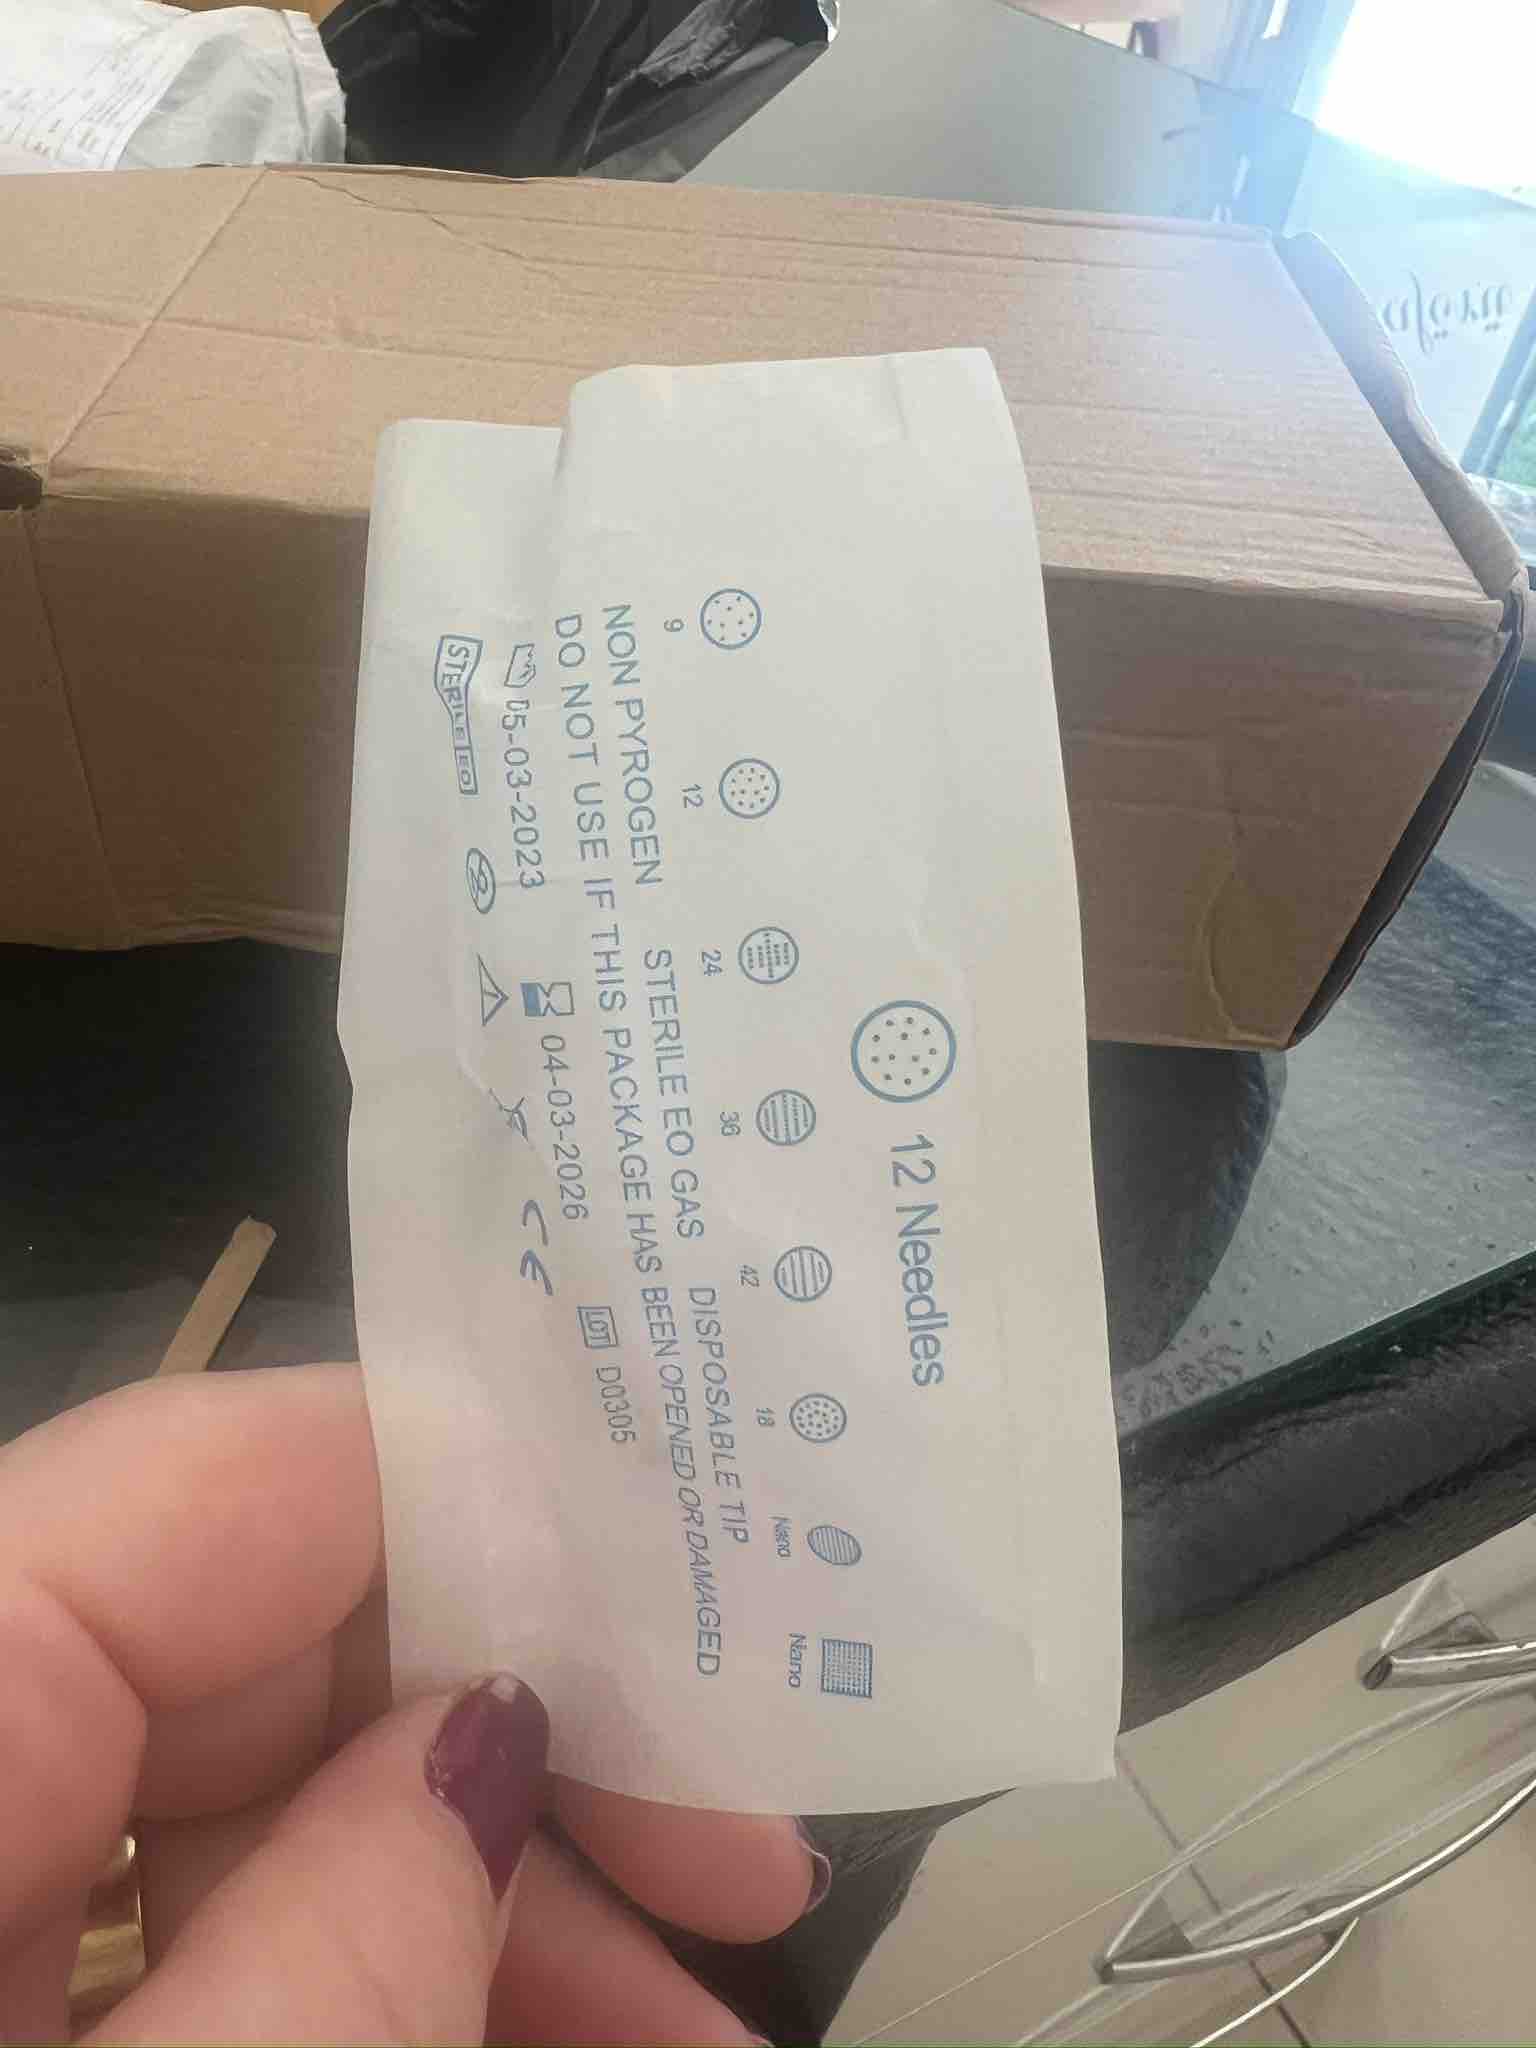 12 Needles
9 12 24 36 42 18 Nano Nano
NON PYROGEN STERILE EO GAS DISPOSABLE TIP
DO NOT USE IF THIS PACKAGE HAS BEEN OPENED OR DAMAGED
05-03-2023 04-03-2026 LOT D0305
STERILE EO 2 CE